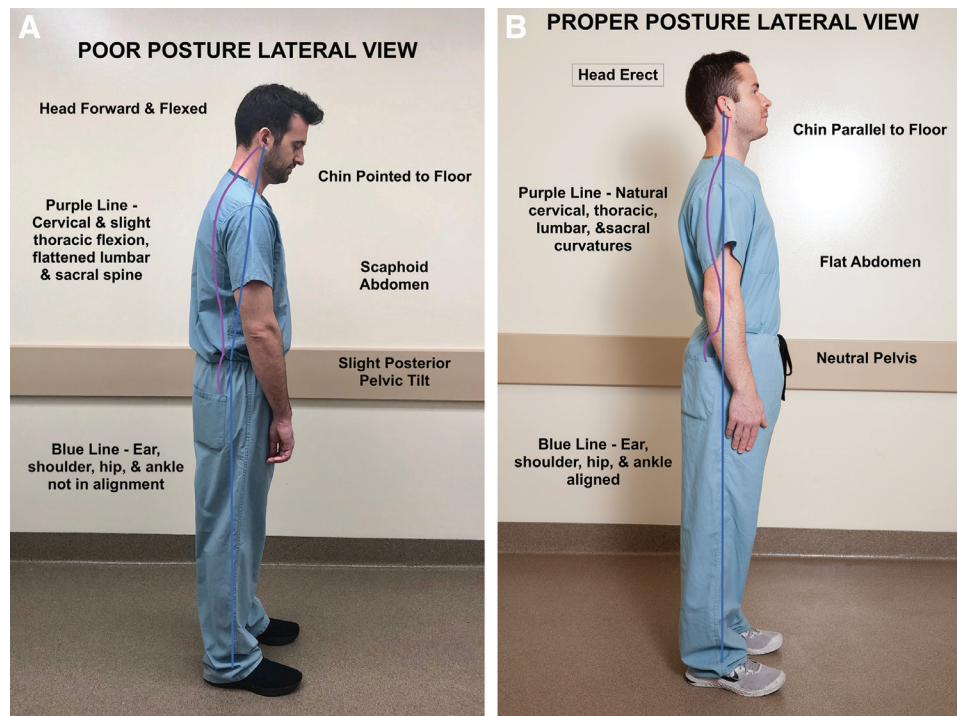 A
POOR POSTURE LATERAL VIEW
Head Forward & Flexed
Chin Pointed to Floor
Purple Line -
Cervical & slight
thoracic flexion,
flattened lumbar
& sacral spine
Scaphoid
Abdomen
Slight Posterior
Pelvic Tilt
Blue Line - Ear,
shoulder, hip, & ankle
not in alignment
B
PROPER POSTURE LATERAL VIEW
Head Erect
Chin Parallel to Floor
Purple Line - Natural
cervical, thoracic,
lumbar, &sacral
curvatures
Flat Abdomen
Neutral Pelvis
Blue Line - Ear,
shoulder, hip, & ankle
aligned